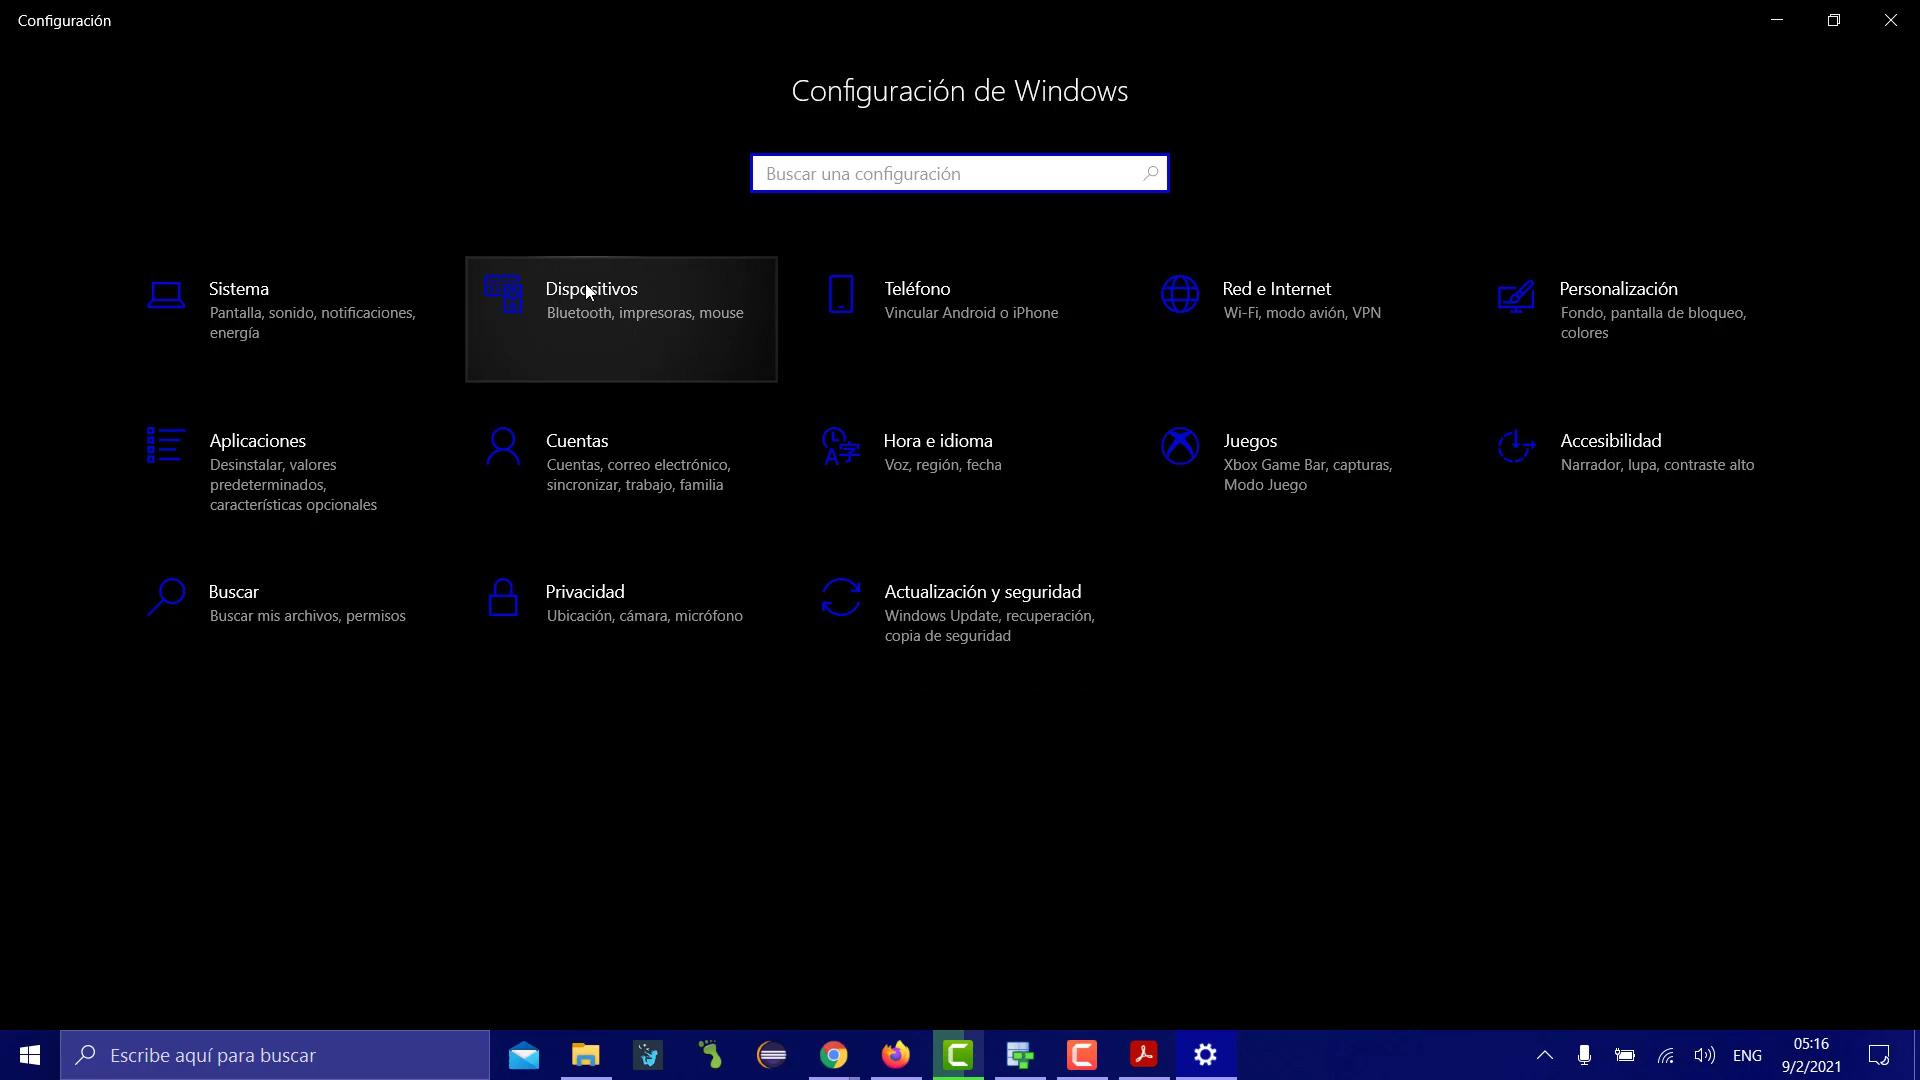 Configuración
Configuración de Windows
Buscar una configuración
Sistema
Pantalla, sonido, notificaciones,
energía
Dispositivos
Bluetooth, impresoras, mouse
Teléfono
Vincular Android o iPhone
Red e Internet
Wi-Fi, modo avión, VPN
Personalización
Fondo, pantalla de bloqueo,
colores
Aplicaciones
Desinstalar, valores
predeterminados,
características opcionales
Cuentas
Cuentas, correo electrónico,
sincronizar, trabajo, familia
Hora e idioma
Voz, región, fecha
Juegos
Xbox Game Bar, capturas,
Modo Juego
Accesibilidad
Narrador, lupa, contraste alto
Buscar
Buscar mis archivos, permisos
Privacidad
Ubicación, cámara, micrófono
Actualización y seguridad
Windows Update, recuperación,
copia de seguridad
Escribe aquí para buscar
ENG
05:16
9/2/2021